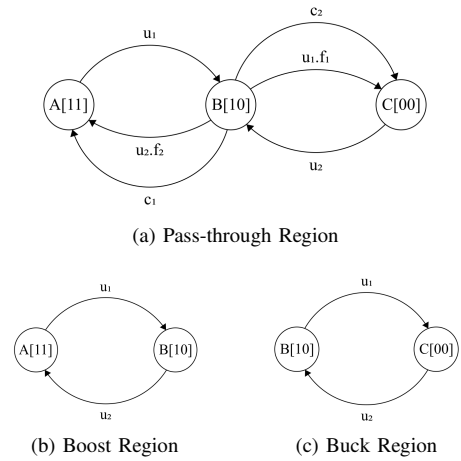 c₂
u₁
u₁.f₁
A[11]
B[10]
C[00]
u₂.f₂
u₂
c₁
(a) Pass-through Region
u₁
u₁
A[11]
B[10]
B[10]
C[00]
u₂
u₂
(b) Boost Region
(c) Buck Region